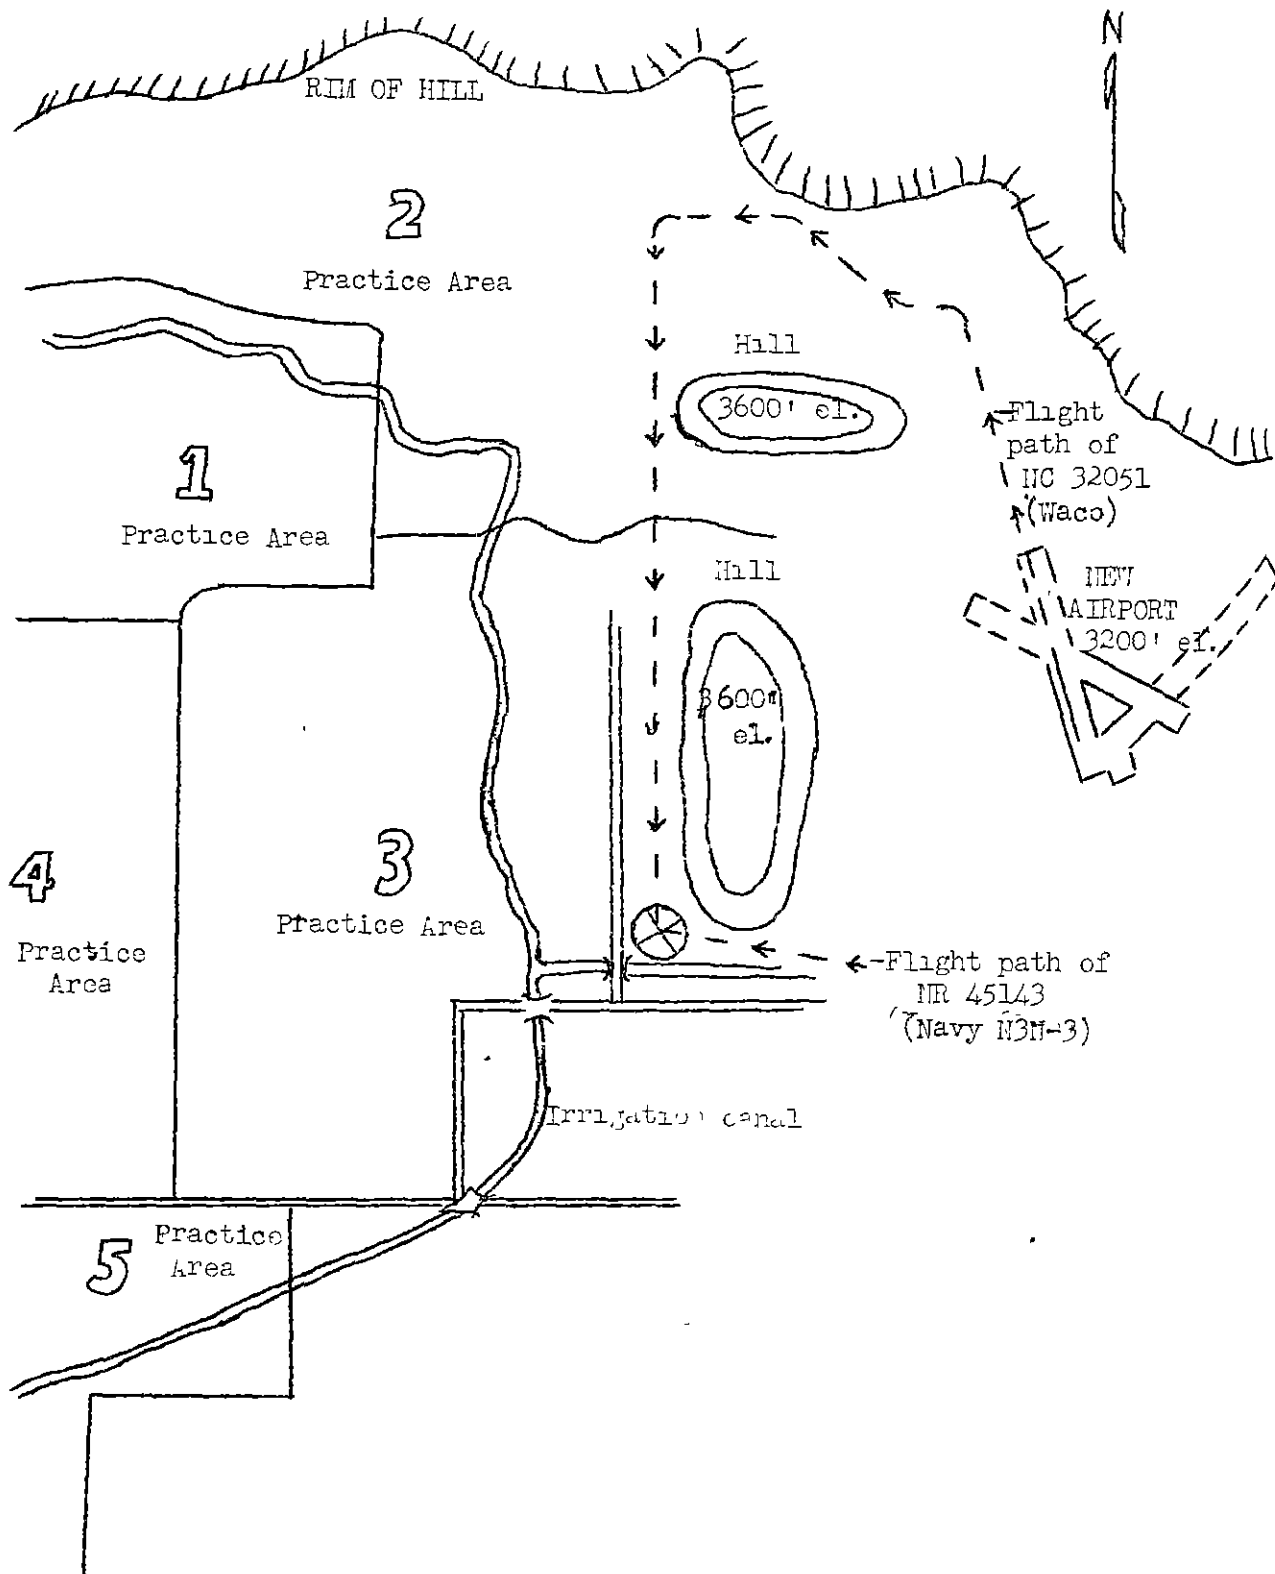 N
RIM OF HILL
2
Practice Area
Hill
3600' el.
Flight
path of
NC 32051
(Waco)
1
Practice Area
Hill
NEW
AIRPORT
3200' el.
3600'
el.
4
Practice
Area
3
Practice Area
Flight path of
NR 45143
(Navy N3N-3)
Irrigation canal
5
Practice
Area